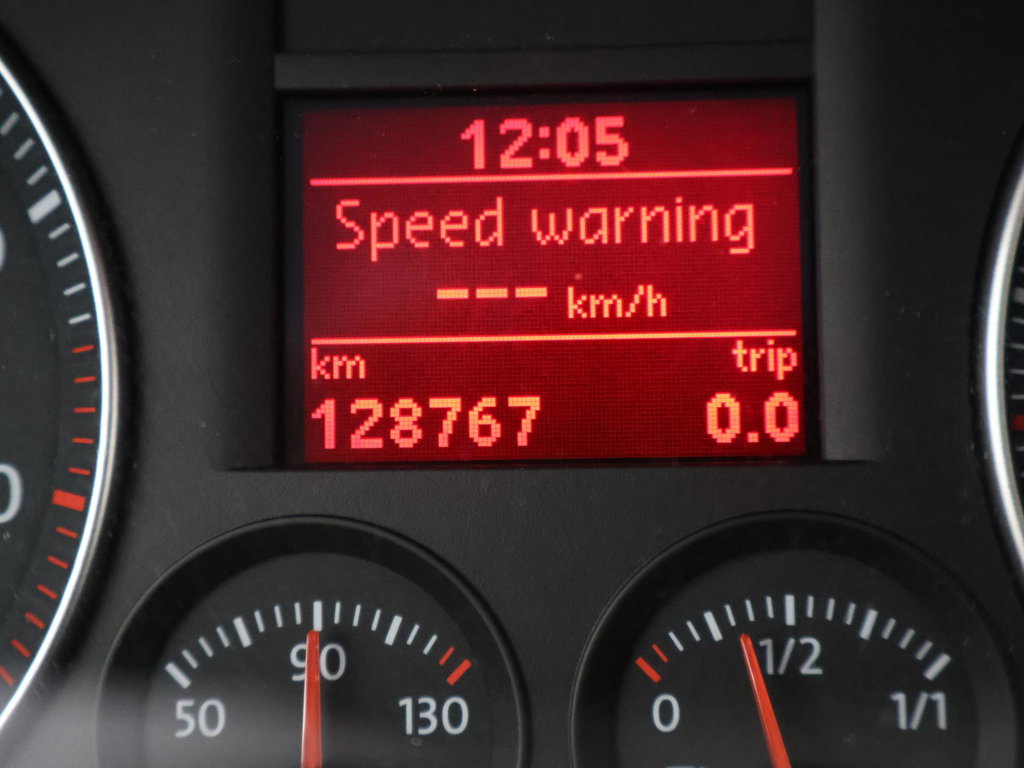 12:05
Speed warning
--- km/h
km trip
128767 0.0
50 90 130
0 1/2 1/1